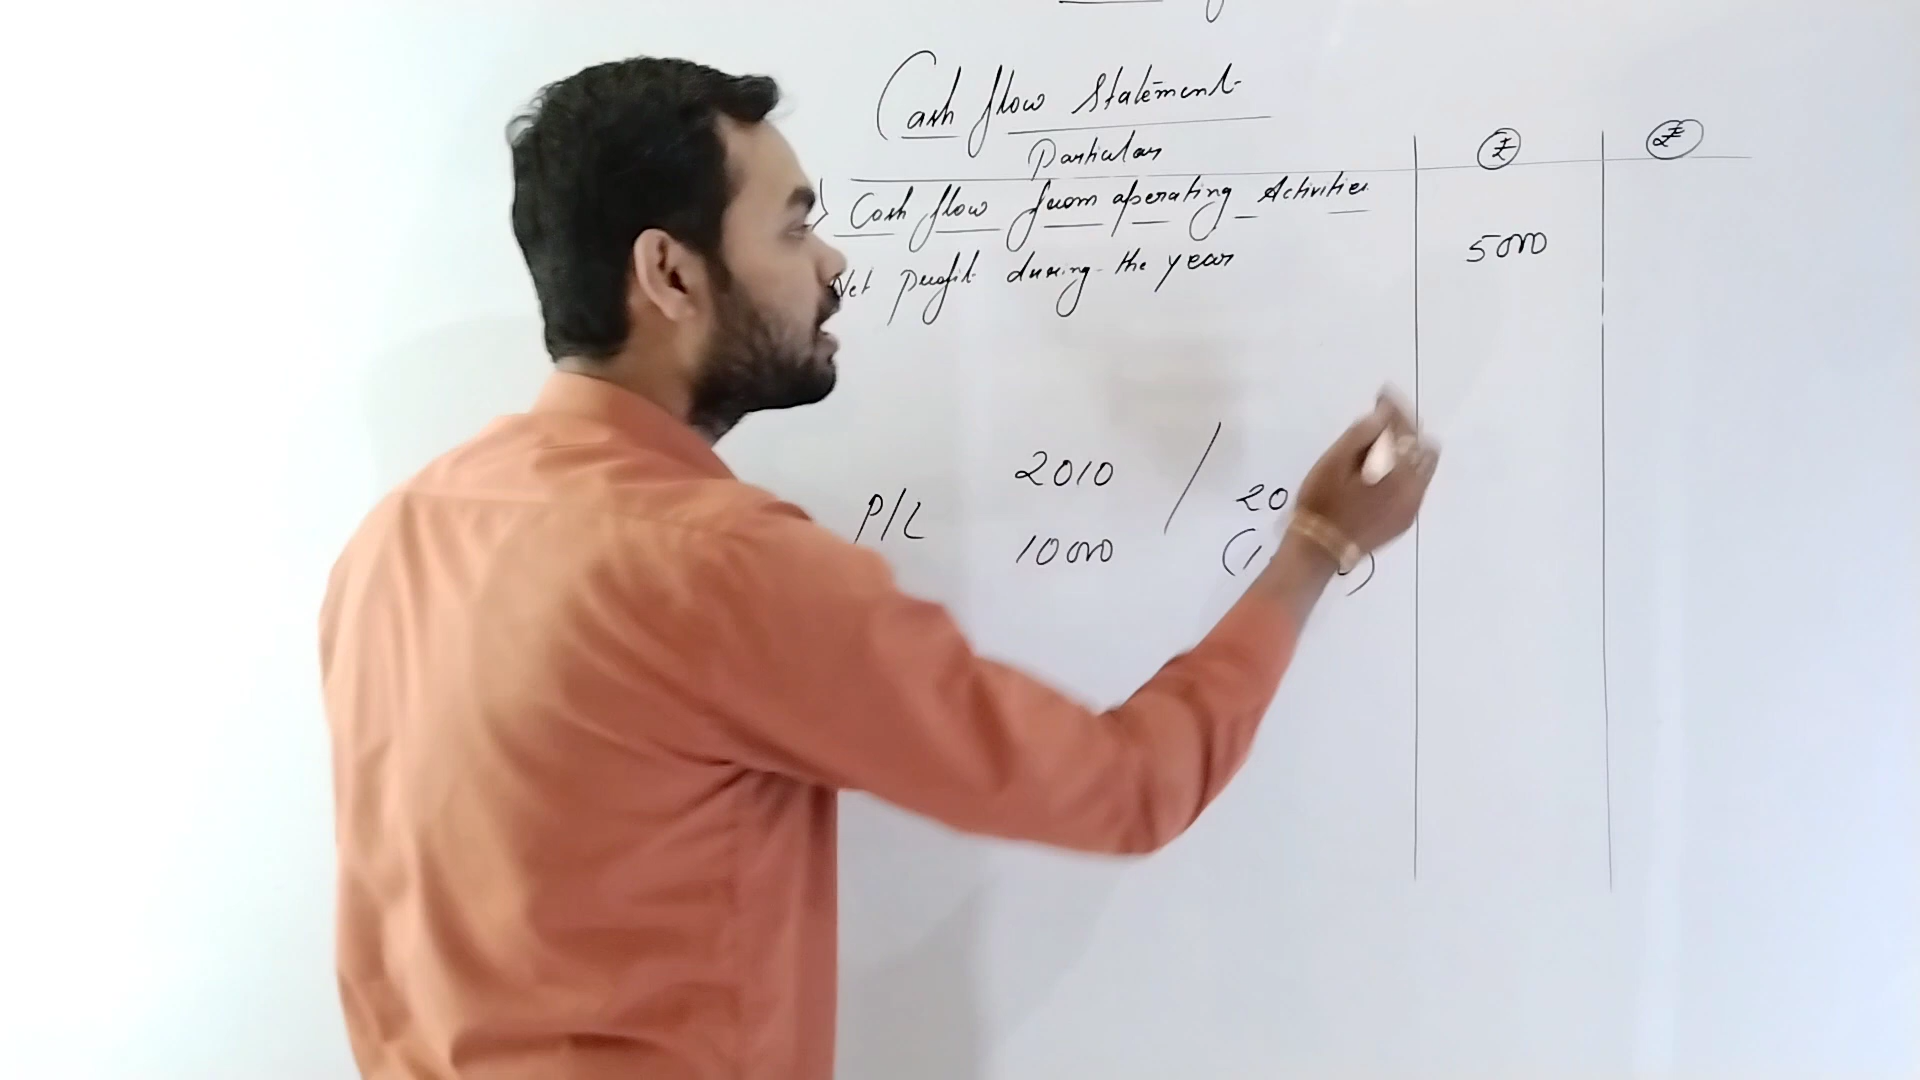 Cash flow Statement
Particulars ₹ ₹
Cash flow from operating Activities
Net Profit during the year 5000
2010 / 20
P/L 1000